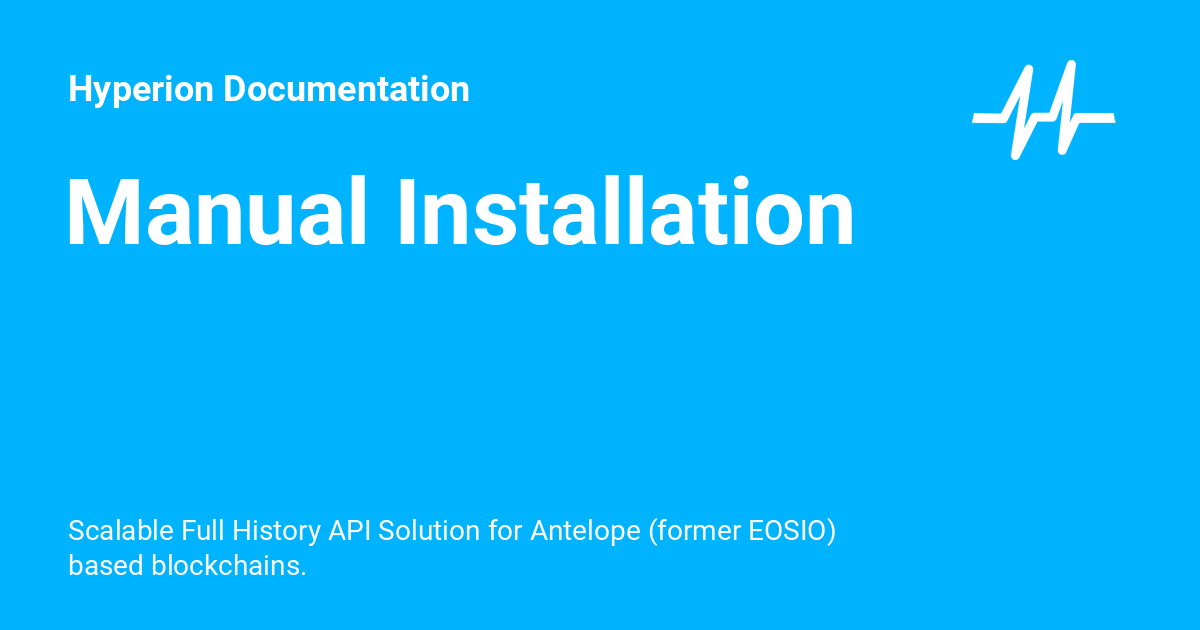 Hyperion Documentation
Manual Installation
Scalable Full History API Solution for Antelope (former EOSIO)
based blockchains.